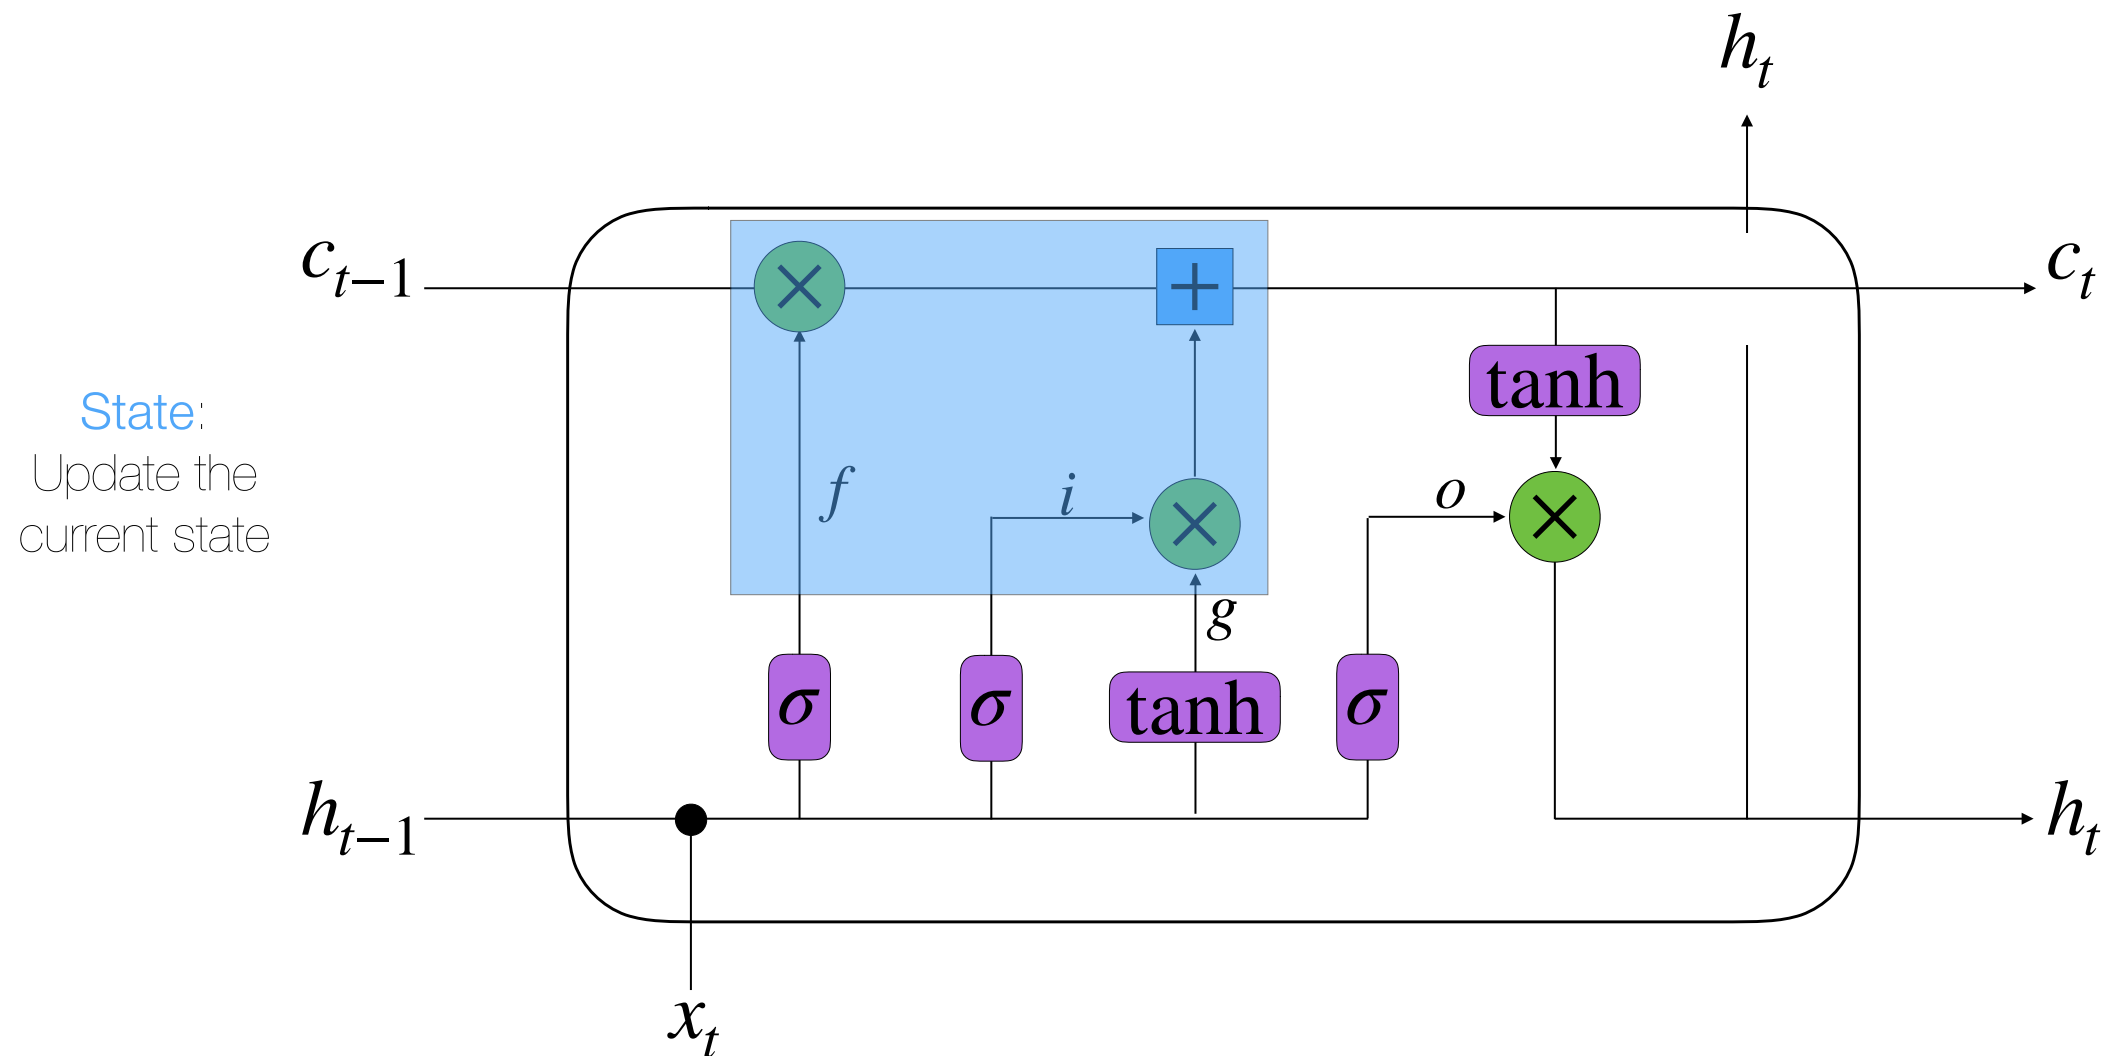 h_t
c_{t−1}
×
+
c_t
tanh
State:
Update the
current state
f
i
×
o
×
g
σ
σ
tanh
σ
h_{t−1}
h_t
x_t